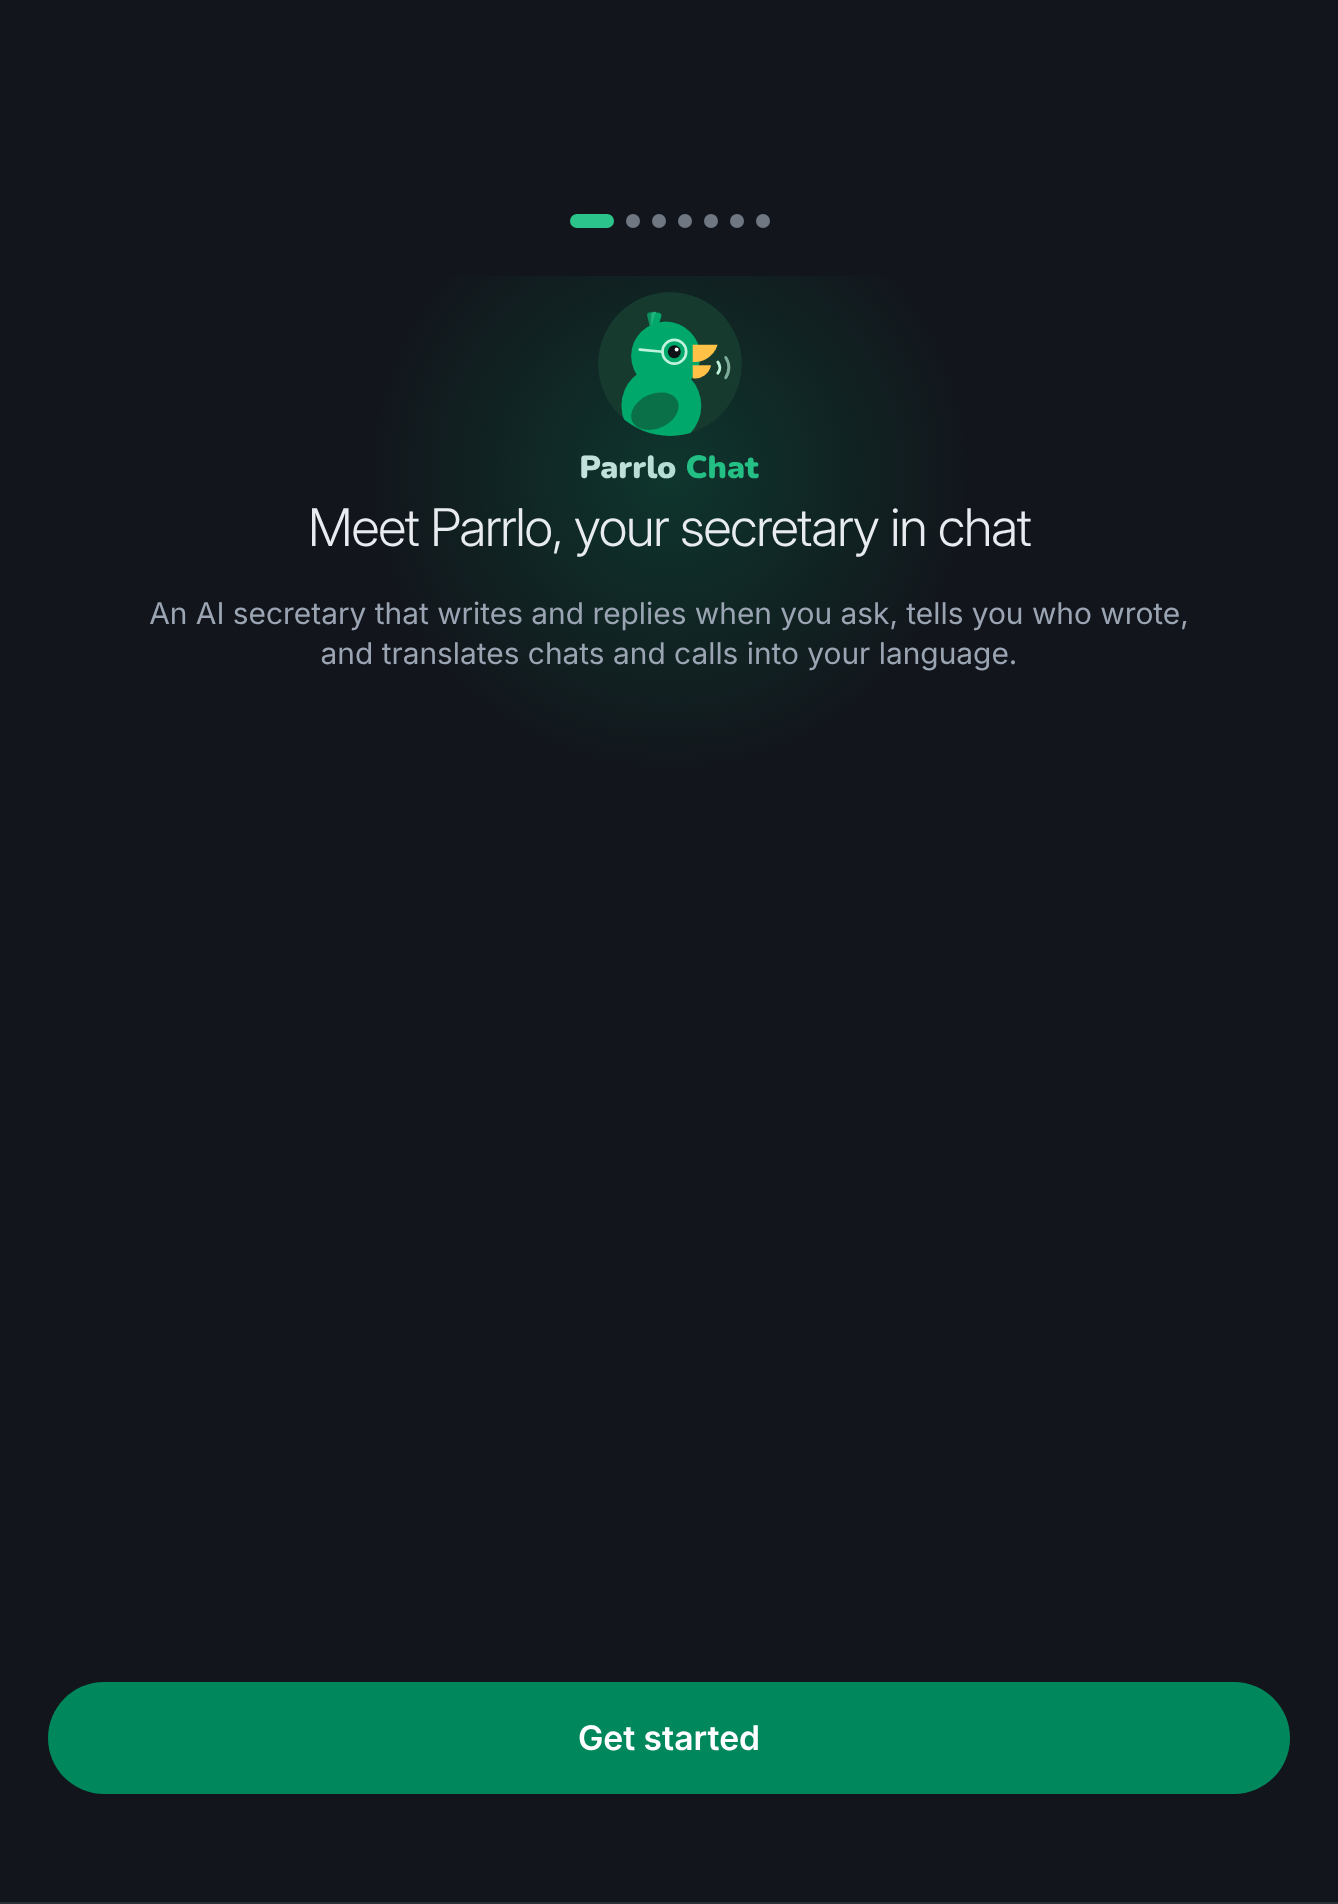 Parrlo Chat
Meet Parrlo, your secretary in chat
An AI secretary that writes and replies when you ask, tells you who wrote,
and translates chats and calls into your language.
Get started